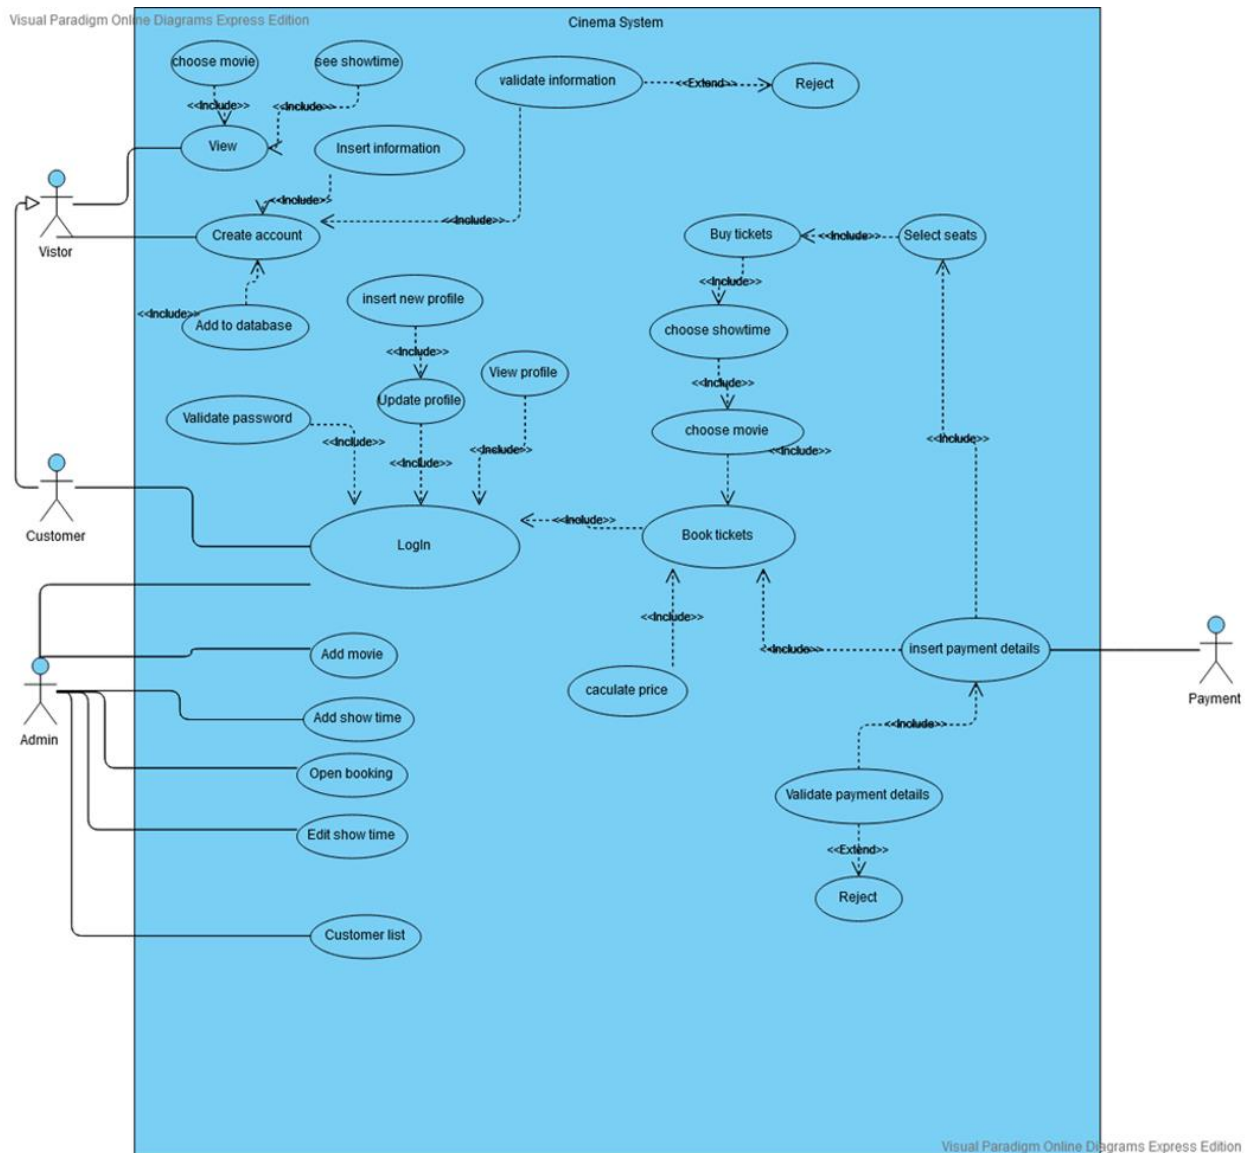 Visual Paradigm Online Diagrams Express Edition
Cinema System
choose movie
see showtime
validate information
<<Extend>>
Reject
<<Include>>
<<Include>>
View
Insert information
<<Include>>
<<Include>>
Create account
Vistor
Buy tickets
<<Include>>
Select seats
<<Include>>
insert new profile
<<Include>>
Add to database
choose showtime
<<Include>>
View profile
<<Include>>
Update profile
Validate password
choose movie
<<Include>>
<<Include>>
<<Include>>
<<Include>>
<<Include>>
<<Include>>
Customer
LogIn
<<Include>>
Book tickets
<<Include>>
Add movie
<<Include>>
insert payment details
caculate price
Payment
Admin
Add show time
<<Include>>
Open booking
Validate payment details
Edit show time
<<Extend>>
Reject
Customer list
Visual Paradigm Online Diagrams Express Edition